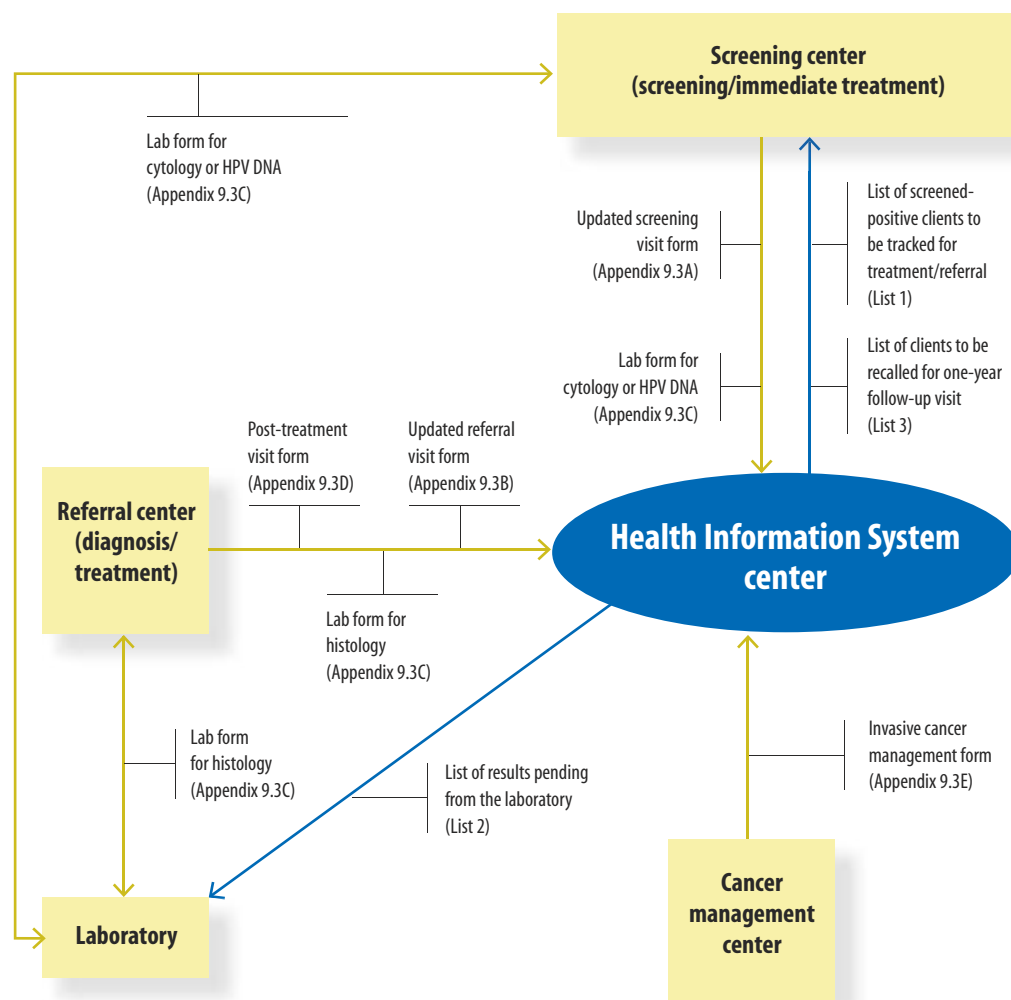 Screening center
(screening/immediate treatment)
Lab form for
cytology or HPV DNA
(Appendix 9.3C)
Updated screening
visit form
(Appendix 9.3A)
List of screened-
positive clients to
be tracked for
treatment/referral
(List 1)
Lab form for
cytology or HPV DNA
(Appendix 9.3C)
List of clients to be
recalled for one-year
follow-up visit
(List 3)
Post-treatment
visit form
(Appendix 9.3D)
Updated referral
visit form
(Appendix 9.3B)
Referral center
(diagnosis/
treatment)
Health Information System
center
Lab form for
histology
(Appendix 9.3C)
Lab form
for histology
(Appendix 9.3C)
List of results pending
from the laboratory
(List 2)
Invasive cancer
management form
(Appendix 9.3E)
Laboratory
Cancer
management
center